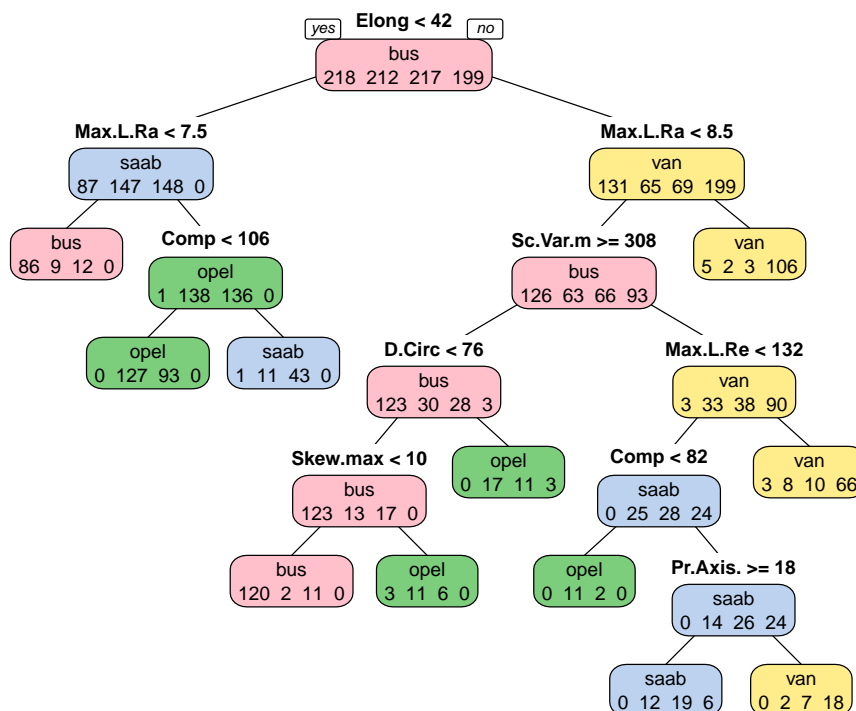 Elong < 42
yes no
bus
218 212 217 199
Max.L.Ra < 7.5 Max.L.Ra < 8.5
saab van
87 147 148 0 131 65 69 199
Comp < 106 Sc.Var.m >= 308
bus opel bus van
86 9 12 0 1 138 136 0 126 63 66 93 5 2 3 106
D.Circ < 76 Max.L.Re < 132
opel saab bus van
0 127 93 0 1 11 43 0 123 30 28 3 3 33 38 90
Skew.max < 10 Comp < 82
bus opel saab van
123 13 17 0 0 17 11 3 0 25 28 24 3 8 10 66
Pr.Axis. >= 18
bus opel opel saab
120 2 11 0 3 11 6 0 0 11 2 0 0 14 26 24
saab van
0 12 19 6 0 2 7 18